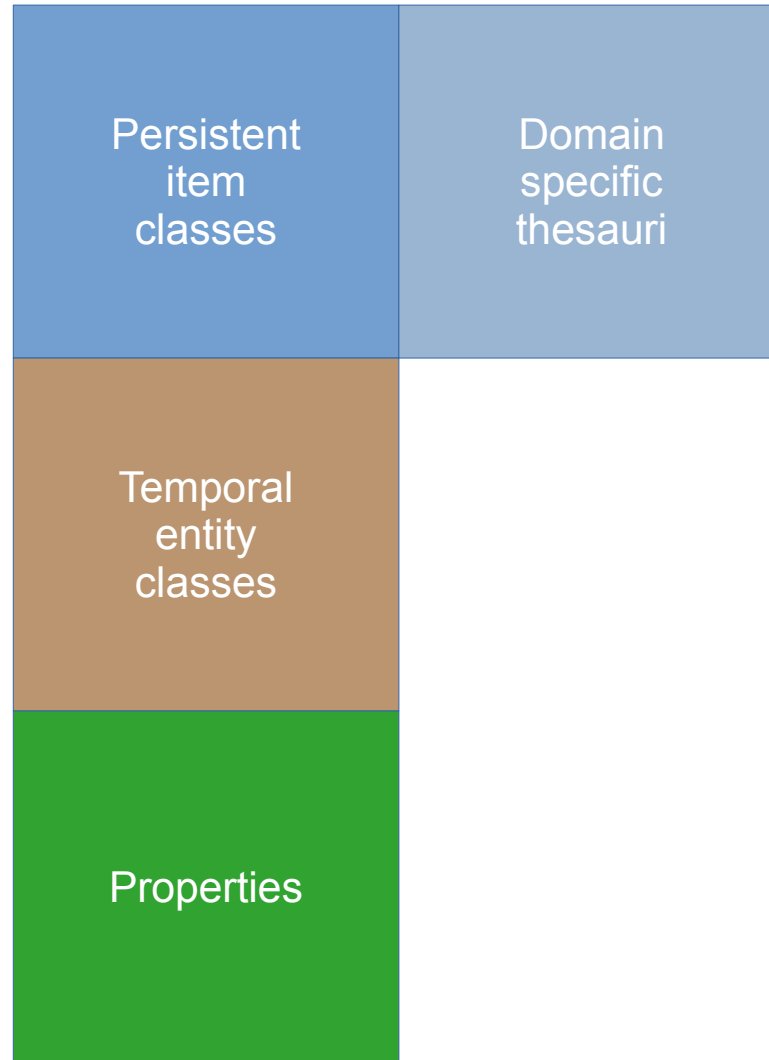 Persistent
item
classes
Domain
specific
thesauri
Temporal
entity
classes
Properties